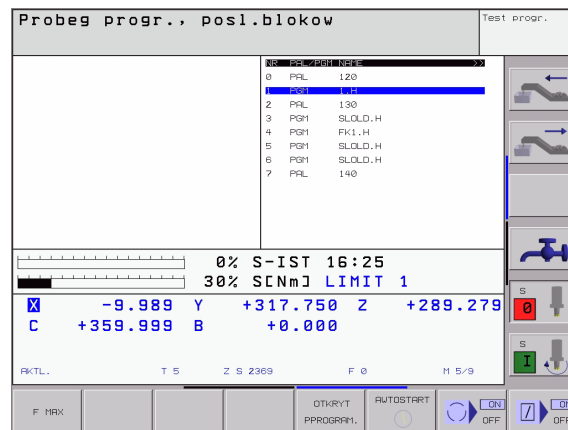 Probeg progr., posl.blokow
Test progr.
NR PAL/PGM NAME >>
0 PAL 120
1 PGM 1.H
2 PAL 130
3 PGM SLOLD.H
4 PGM FK1.H
5 PGM SLOLD.H
6 PGM SLOLD.H
7 PAL 140
0% S-IST 16:25
30% S[Nm] LIMIT 1
X -9.989 Y +317.750 Z +289.279
C +359.999 B +0.000
S 0
S I
AKTL. T 5 Z S 2369 F 0 M 5/9
F MAX
OTKRYT PPROGRAM.
AUTOSTART
ON OFF
ON OFF